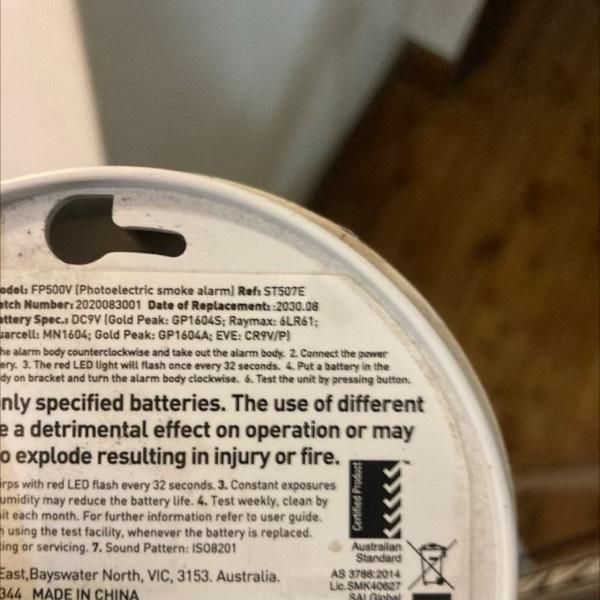 odel: FP500V (Photoelectric smoke alarm) Ref: ST507E
atch Number: 2020083001 Date of Replacement: :2030.08
attery Spec.: DC9V (Gold Peak: GP1604S; Raymax: 6LR61;
uarcell: MN1604; Gold Peak: GP1604A; EVE: CR9V/P)
he alarm body counterclockwise and take out the alarm body. 2. Connect the power
ery. 3. The red LED light will flash once every 32 seconds. 4. Put a battery in the
dy on bracket and turn the alarm body clockwise. 6. Test the unit by pressing button.
nly specified batteries. The use of different
e a detrimental effect on operation or may
o explode resulting in injury or fire.
irps with red LED flash every 32 seconds. 3. Constant exposures
umidity may reduce the battery life. 4. Test weekly, clean by
it each month. For further information refer to user guide.
n using the test facility, whenever the battery is replaced.
ing or servicing. 7. Sound Pattern: ISO8201
Certified Product
Australian
Standard
East,Bayswater North, VIC, 3153. Australia.
344 MADE IN CHINA
AS 3786:2014
Lic.SMK40627
SAI Global